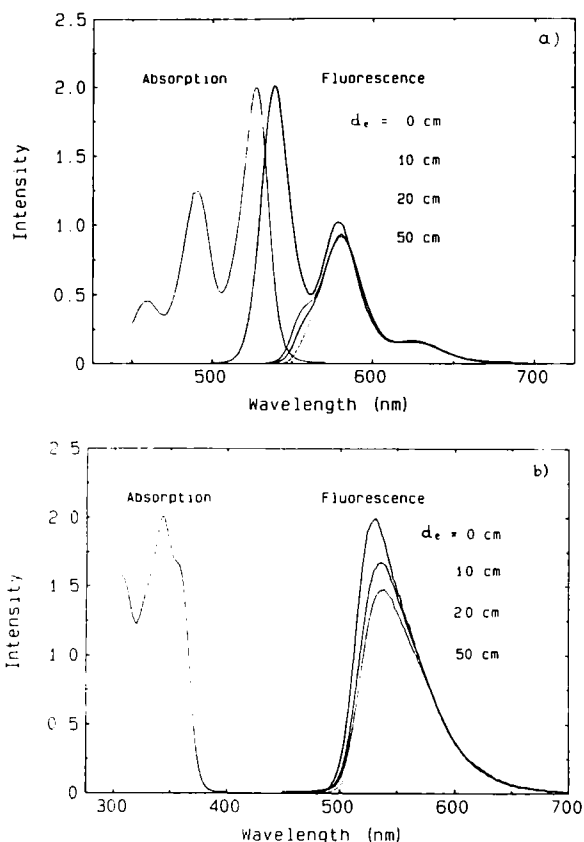 a)
2.5
Absorption Fluorescence
2.0
dₑ = 0 cm
10 cm
1.5
20 cm
1.0
50 cm
0.5
0
Intensity
500 600 700
Wavelength (nm)
b)
2 5
Absorption Fluorescence
2 0
dₑ = 0 cm
10 cm
1 5
20 cm
1 0
50 cm
0 5
0
Intensity
300 400 500 600 700
Wavelength (nm)